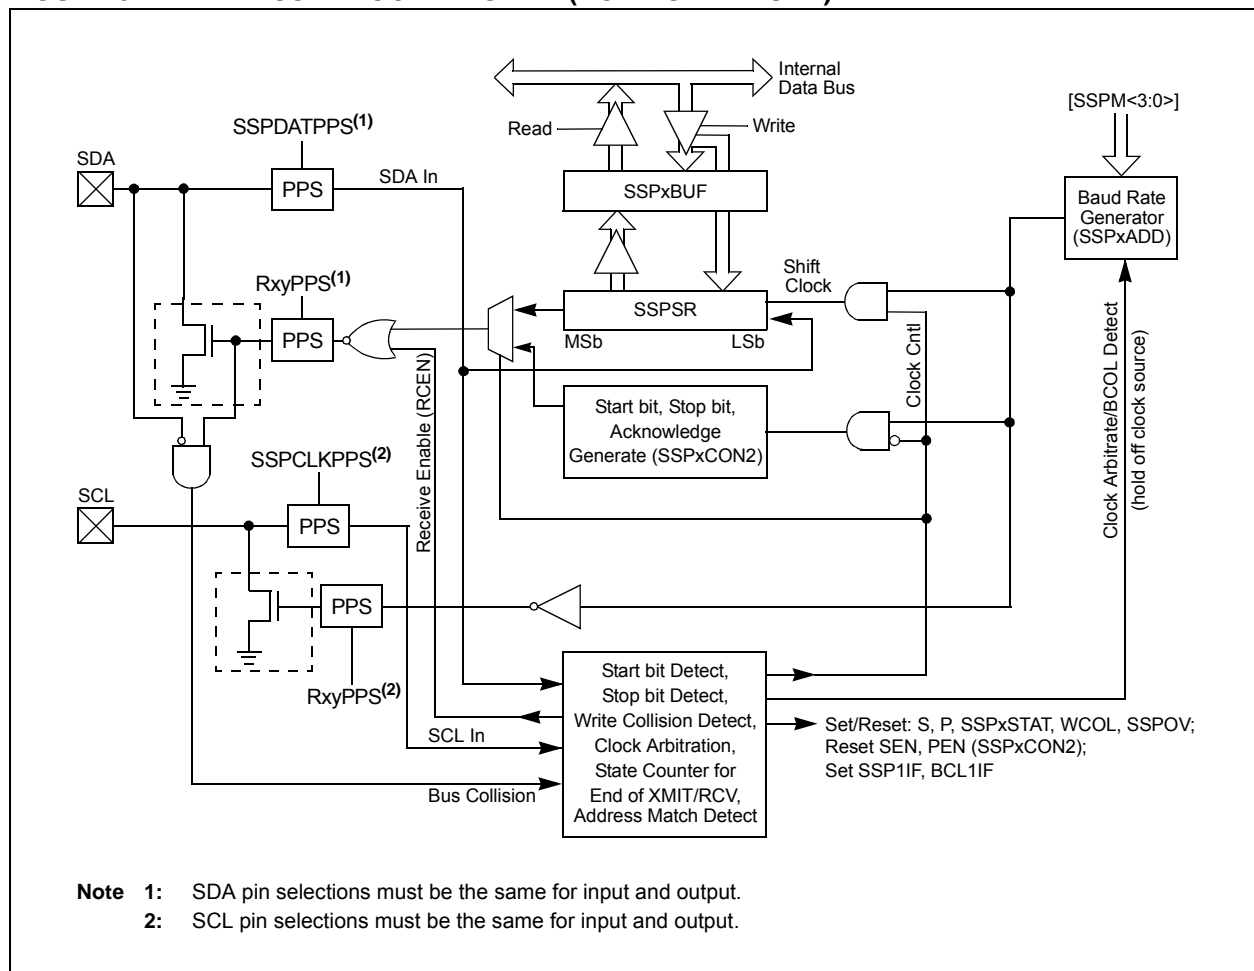 Internal
Data Bus
[SSPM<3:0>]
Read
Write
SSPDATPPS(1)
SDA
PPS
SDA In
SSPxBUF
Baud Rate
Generator
(SSPxADD)
RxyPPS(1)
Shift
Clock
SSPSR
MSb
LSb
PPS
Receive Enable (RCEN)
Clock Cntl
Clock Arbitrate/BCOL Detect
(hold off clock source)
Start bit, Stop bit,
Acknowledge
Generate (SSPxCON2)
SSPCLKPPS(2)
SCL
PPS
PPS
RxyPPS(2)
SCL In
Bus Collision
Start bit Detect,
Stop bit Detect,
Write Collision Detect,
Clock Arbitration,
State Counter for
End of XMIT/RCV,
Address Match Detect
Set/Reset: S, P, SSPxSTAT, WCOL, SSPOV;
Reset SEN, PEN (SSPxCON2);
Set SSP1IF, BCL1IF
Note 1: SDA pin selections must be the same for input and output.
2: SCL pin selections must be the same for input and output.